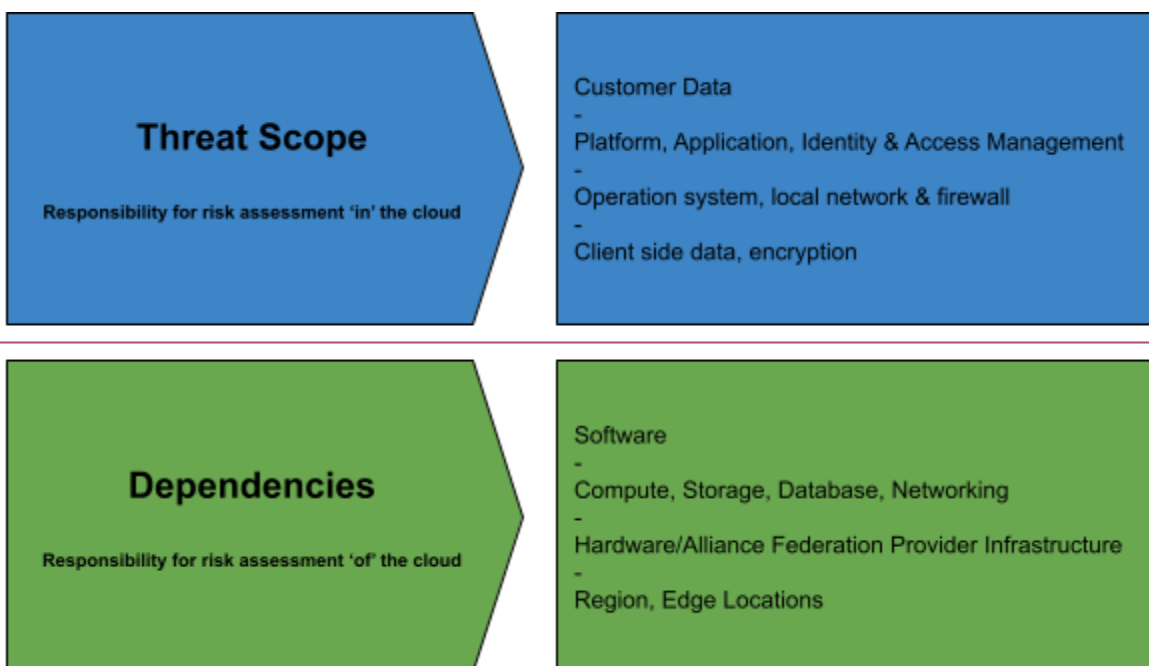 Threat Scope
Responsibility for risk assessment ‘in’ the cloud
Customer Data
-
Platform, Application, Identity & Access Management
-
Operation system, local network & firewall
-
Client side data, encryption
Dependencies
Responsibility for risk assessment ‘of’ the cloud
Software
-
Compute, Storage, Database, Networking
-
Hardware/Alliance Federation Provider Infrastructure
-
Region, Edge Locations